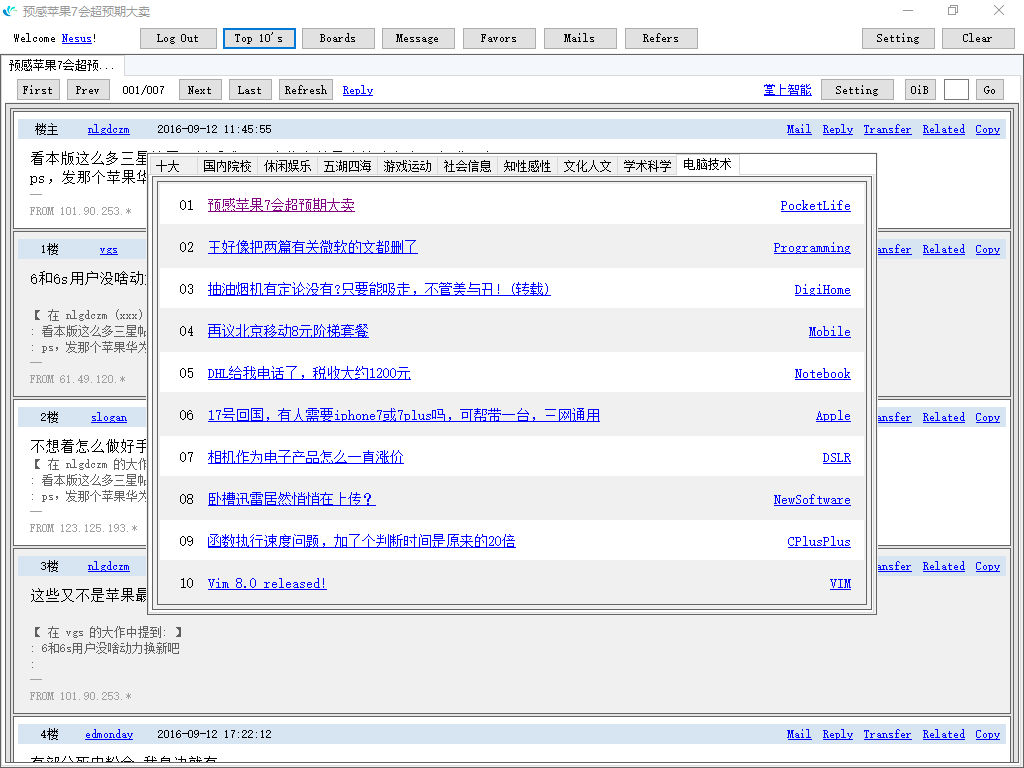 预感苹果7会超预期大卖
Welcome Nesus! Log Out Top 10's Boards Message Favors Mails Refers Setting Clear
预感苹果7会超预...
First Prev 001/007 Next Last Refresh Reply 掌上智能 Setting OiB Go
楼主 nlgdczm 2016-09-12 11:45:55 Mail Reply Transfer Related Copy
看本版这么多三星
ps，发那个苹果华
FROM 101.90.253.*
十大 国内院校 休闲娱乐 五湖四海 游戏运动 社会信息 知性感性 文化人文 学术科学 电脑技术
01 预感苹果7会超预期大卖 PocketLife
02 王好像把两篇有关微软的文都删了 Programming
03 抽油烟机有定论没有?只要能吸走，不管美与丑! (转载) DigiHome
04 再议北京移动8元阶梯套餐 Mobile
05 DHL给我电话了，税收大约1200元 Notebook
06 17号回国，有人需要iphone7或7plus吗，可帮带一台，三网通用 Apple
07 相机作为电子产品怎么一直涨价 DSLR
08 卧槽迅雷居然悄悄在上传？ NewSoftware
09 函数执行速度问题，加了个判断时间是原来的20倍 CPlusPlus
10 Vim 8.0 released! VIM
1楼 vgs ansfer Related Copy
6和6s用户没啥动
【 在 nlgdczm (xxx)
: 看本版这么多三星帖
: ps，发那个苹果华为
FROM 61.49.120.*
2楼 slogan ansfer Related Copy
不想着怎么做好手
【 在 nlgdczm 的大作
: 看本版这么多三星帖
: ps，发那个苹果华为
FROM 123.125.193.*
3楼 nlgdczm ansfer Related Copy
这些又不是苹果最
【 在 vgs 的大作中提到: 】
: 6和6s用户没啥动力换新吧
:
FROM 101.90.253.*
4楼 edmonday 2016-09-12 17:22:12 Mail Reply Transfer Related Copy